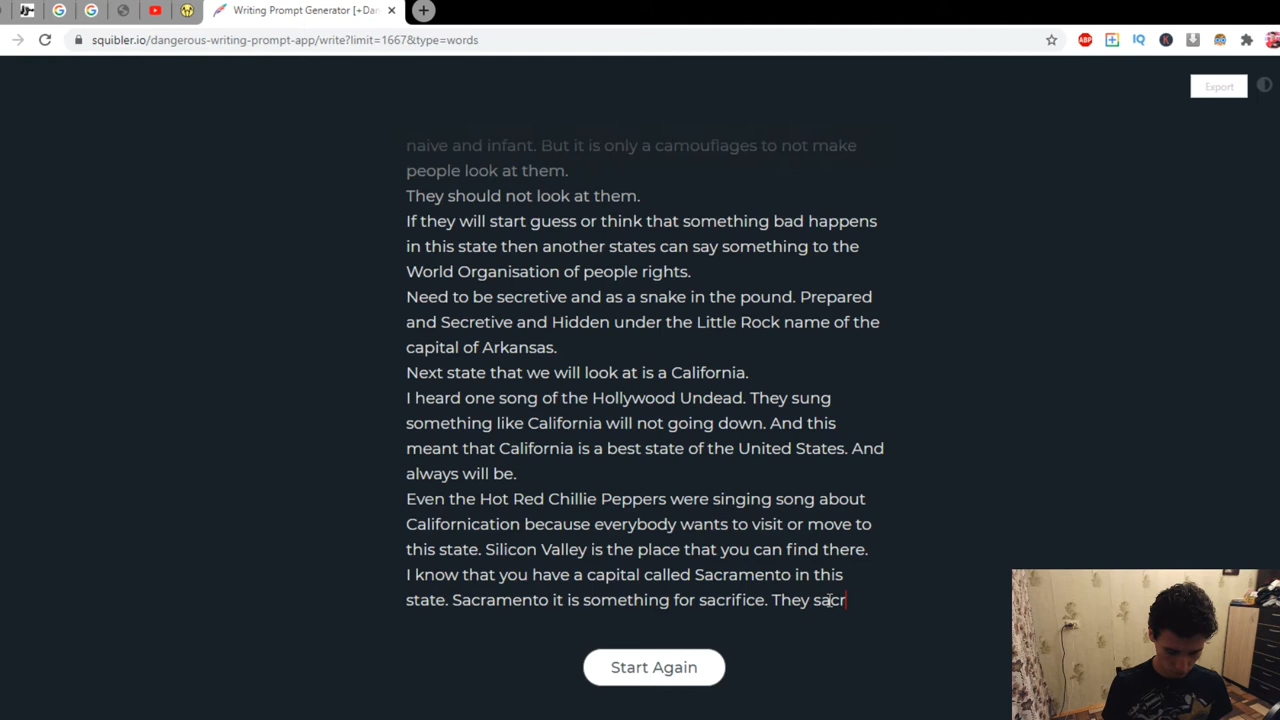 Writing Prompt Generator [+Dan
squibler.io/dangerous-writing-prompt-app/write?limit=1667&type=words
ABP
IQ
K
Export
naive and infant. But it is only a camouflages to not make
people look at them.
They should not look at them.
If they will start guess or think that something bad happens
in this state then another states can say something to the
World Organisation of people rights.
Need to be secretive and as a snake in the pound. Prepared
and Secretive and Hidden under the Little Rock name of the
capital of Arkansas.
Next state that we will look at is a California.
I heard one song of the Hollywood Undead. They sung
something like California will not going down. And this
meant that California is a best state of the United States. And
always will be.
Even the Hot Red Chillie Peppers were singing song about
Californication because everybody wants to visit or move to
this state. Silicon Valley is the place that you can find there.
I know that you have a capital called Sacramento in this
state. Sacramento it is something for sacrifice. They sacr
Start Again